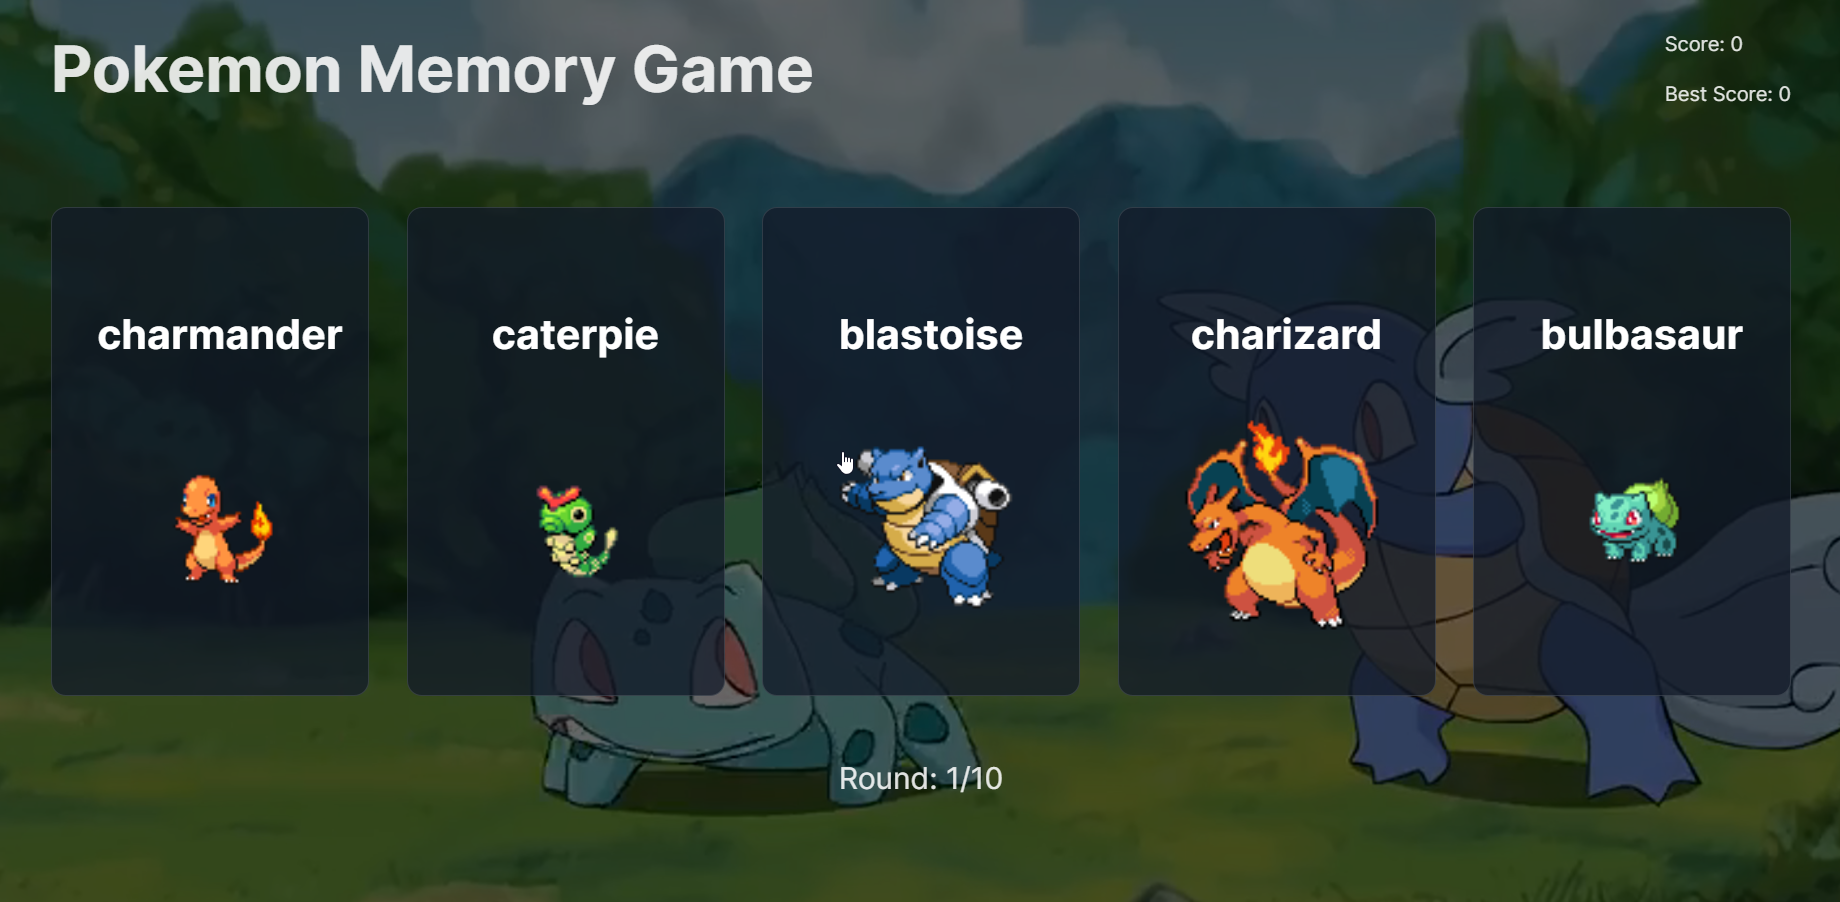 Pokemon Memory Game
Score: 0
Best Score: 0
charmander
caterpie
blastoise
charizard
bulbasaur
Round: 1/10